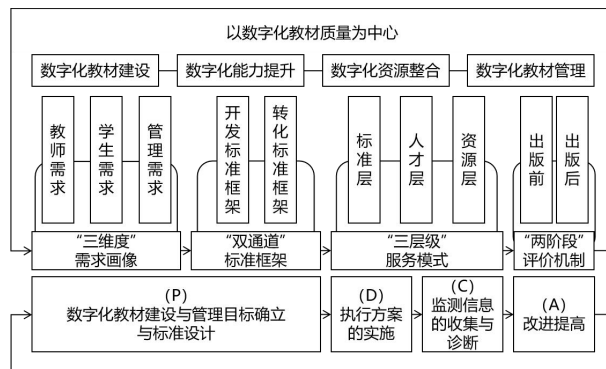 以数字化教材质量为中心
数字化教材建设
数字化能力提升
数字化资源整合
数字化教材管理
教师需求
学生需求
管理需求
开发标准框架
转化标准框架
标准层
人才层
资源层
出版前
出版后
“三维度”
需求画像
“双通道”
标准框架
“三层级”
服务模式
“两阶段”
评价机制
(P)
数字化教材建设与管理目标确立
与标准设计
(D)
执行方案
的实施
(C)
监测信息
的收集与
诊断
(A)
改进提高